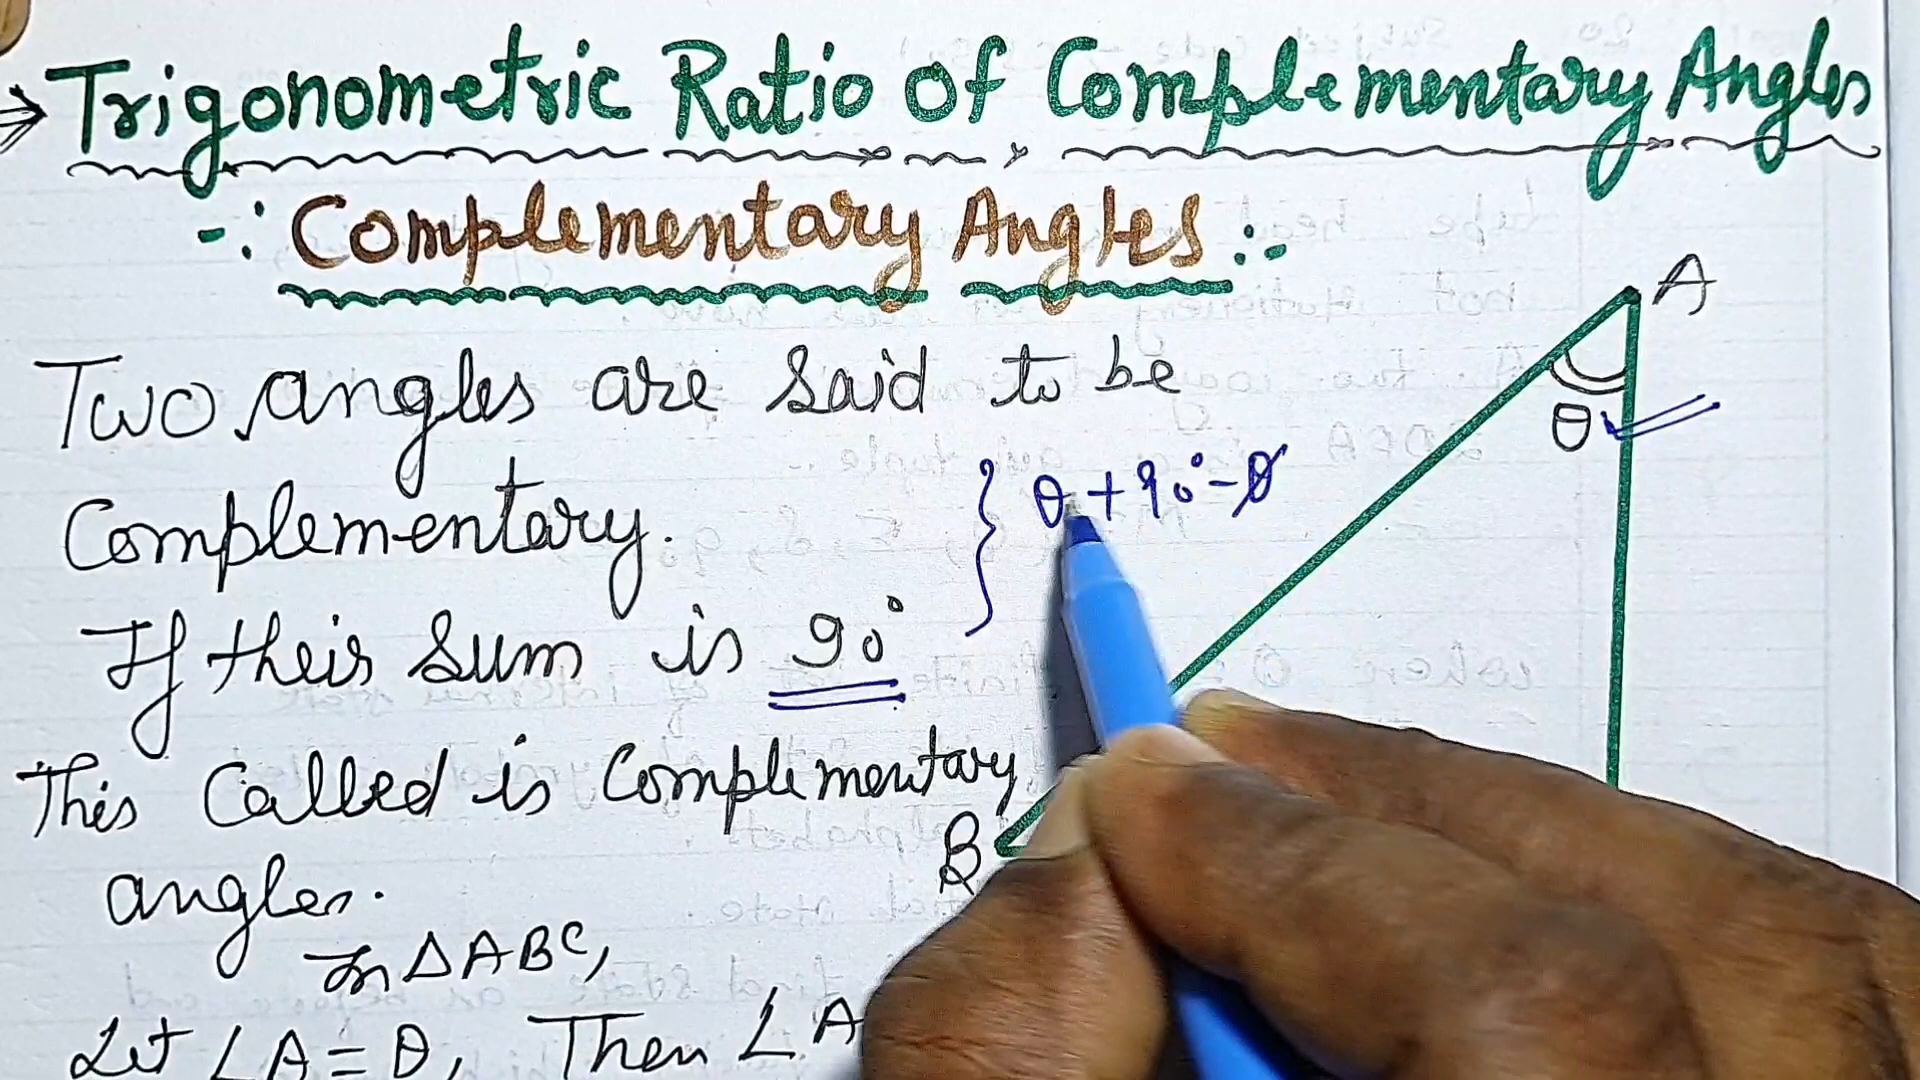 Trigonometric Ratio of Complementary Angles
-: Complementary Angles :-
A
Two angles are said to be
θ
Complementary.
} θ + 90° - θ
If their sum is 90°
This Called is Complementary
B
angles.
In ΔABC,
Let ∠A = θ, Then ∠A